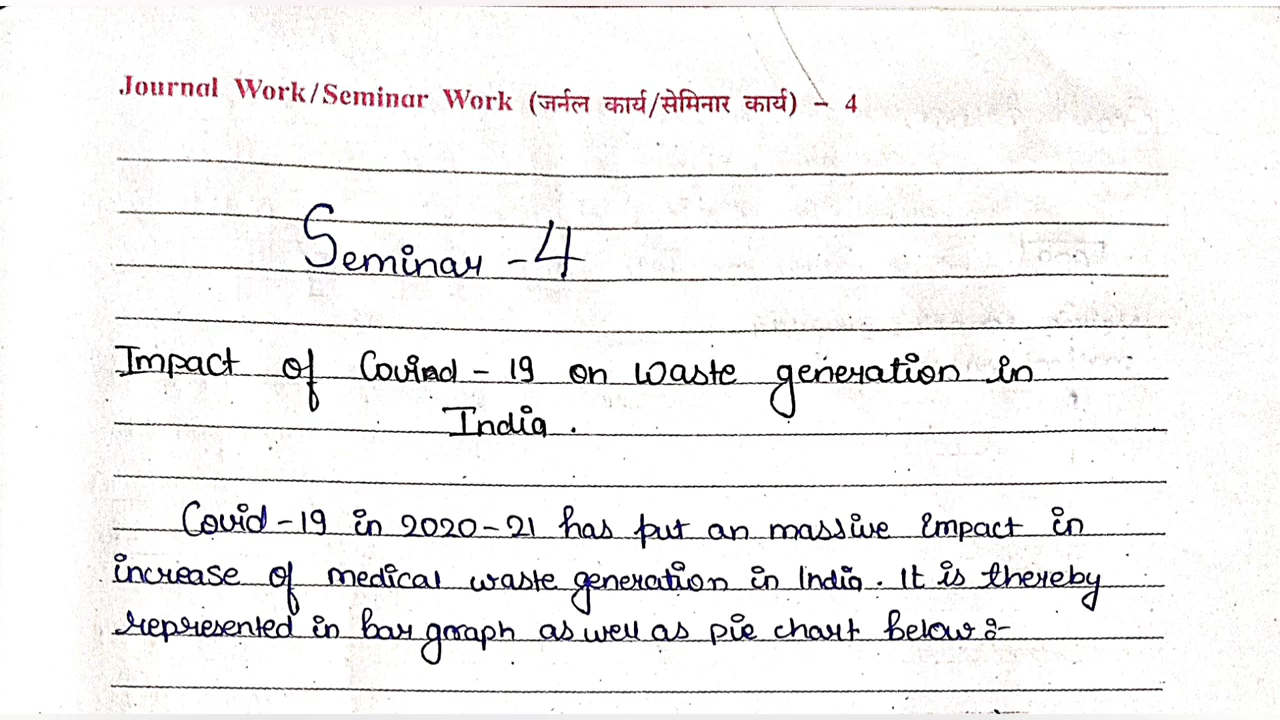 Journal Work/Seminar Work (जर्नल कार्य/सेमिनार कार्य) - 4
Seminar - 4
Impact of Covind - 19 on waste generation in
India.
Covid-19 in 2020-21 has put an massive impact in
increase of medical waste generation in India. It is thereby
represented in bar graph as well as pie chart below :-